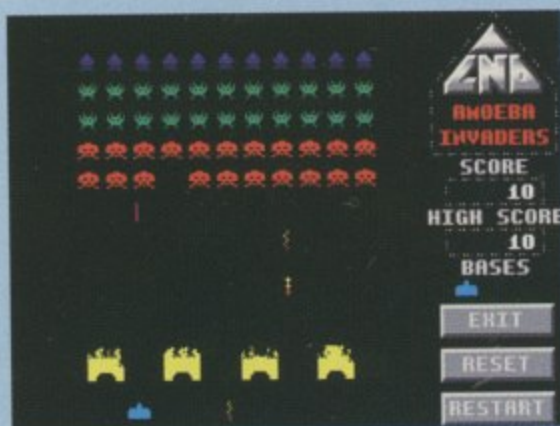 AMOEBA
INVADERS
SCORE
10
HIGH SCORE
10
BASES
EXIT
RESET
RESTART